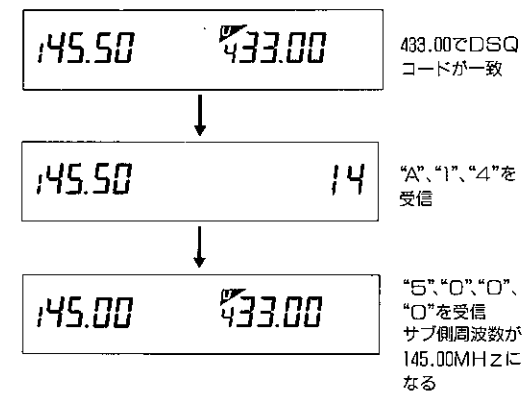 145.50 U 433.00
433.00でDSQ
コードが一致
145.50 14
“A”、“1”、“4”を
受信
145.00 U 433.00
“5”、“0”、“0”、
“0”を受信
サブ側周波数が
145.00MHzに
なる